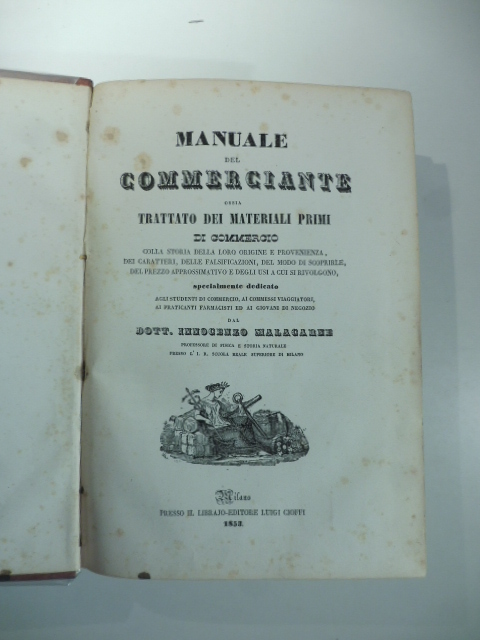 MANUALE
DEL
COMMERCIANTE
OSSIA
TRATTATO DEI MATERIALI PRIMI
DI COMMERCIO
COLLA STORIA DELLA LORO ORIGINE E PROVENIENZA,
DEI CARATTERI, DELLE FALSIFICAZIONI, DEL MODO DI SCOPRIRLE,
DEL PREZZO APPROSSIMATIVO E DEGLI USI A CUI SI RIVOLGONO,
specialmente dedicato
AGLI STUDENTI DI COMMERCIO, AI COMMESSI VIAGGIATORI,
AI PRATICANTI FARMACISTI ED AI GIOVANI DI NEGOZIO
DAL
DOTT. INNOCENZO MALACARNE
PROFESSORE DI FISICA E STORIA NATURALE
PRESSO L' I. R. SCUOLA REALE SUPERIORE DI MILANO
Milano
PRESSO IL LIBRAJO-EDITORE LUIGI CIOFFI
1853